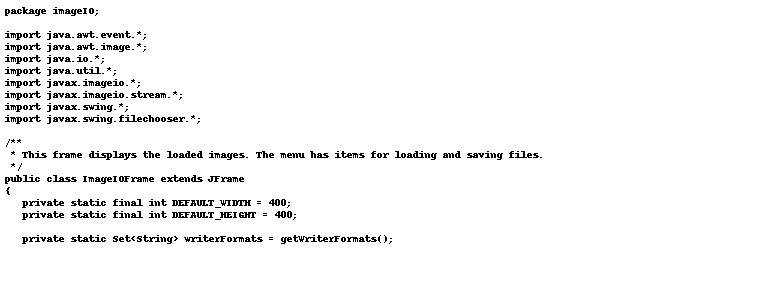 package imageIO;

import java.awt.event.*;
import java.awt.image.*;
import java.io.*;
import java.util.*;
import javax.imageio.*;
import javax.imageio.stream.*;
import javax.swing.*;
import javax.swing.filechooser.*;

/**
 * This frame displays the loaded images. The menu has items for loading and saving files.
 */
public class ImageIOFrame extends JFrame
{
   private static final int DEFAULT_WIDTH = 400;
   private static final int DEFAULT_HEIGHT = 400;

   private static Set<String> writerFormats = getWriterFormats();